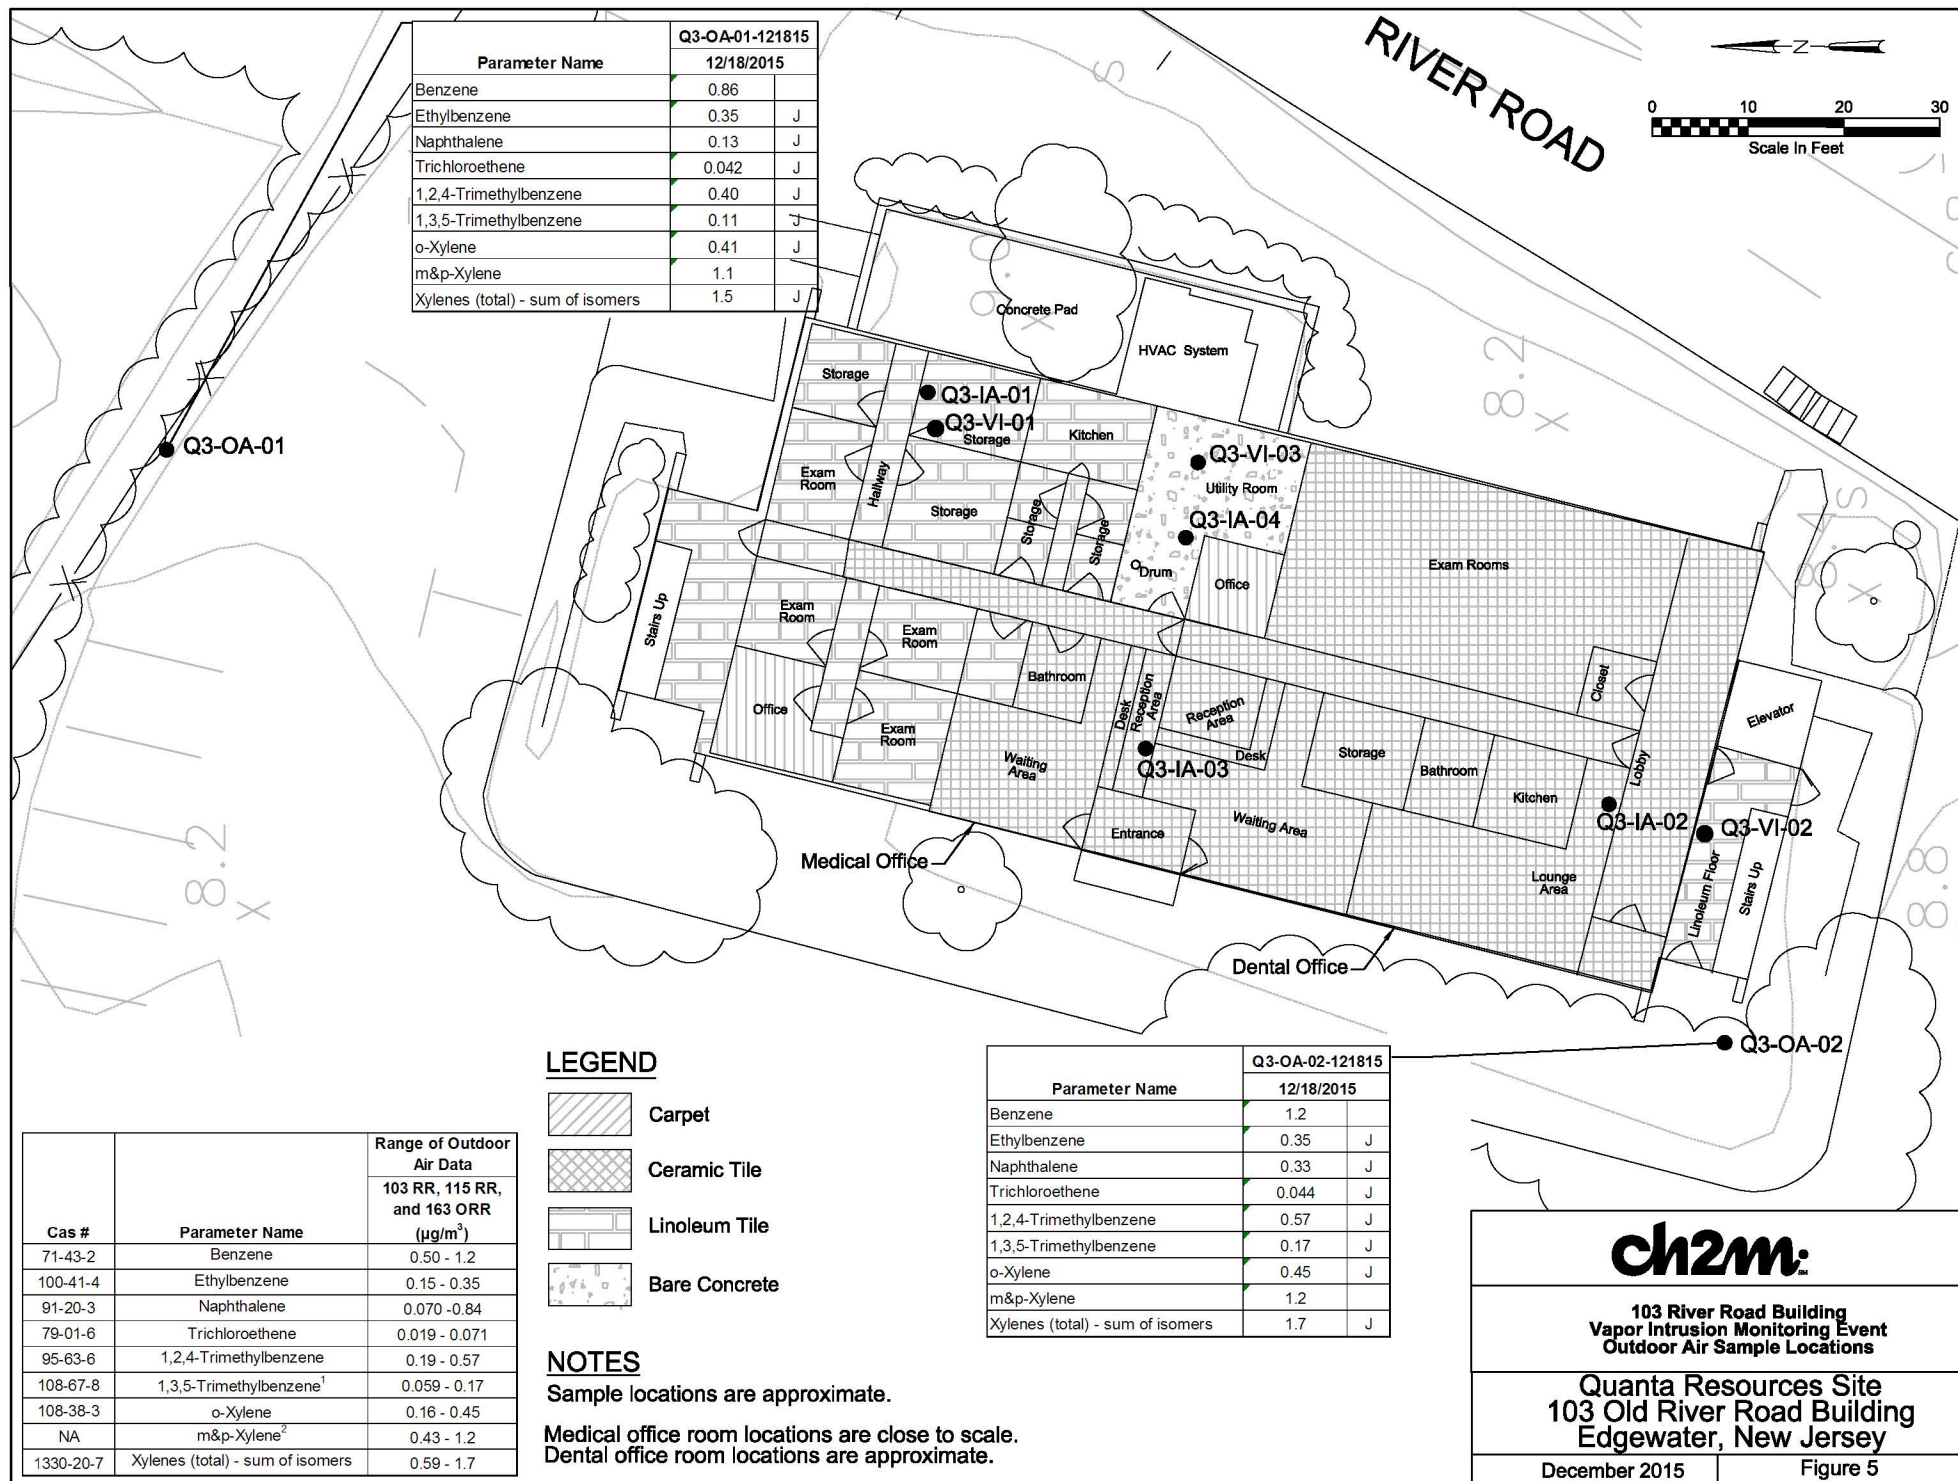 Parameter Name Q3-OA-01-121815
12/18/2015
Benzene 0.86
Ethylbenzene 0.35 J
Naphthalene 0.13 J
Trichloroethene 0.042 J
1,2,4-Trimethylbenzene 0.40 J
1,3,5-Trimethylbenzene 0.11 J
o-Xylene 0.41 J
m&p-Xylene 1.1
Xylenes (total) - sum of isomers 1.5 J
RIVER ROAD
N
0 10 20 30
Scale In Feet
S
9.0
X
8.2
X
8.4
X
S
8.2
X
8.8
Q3-OA-01
Concrete Pad
HVAC System
Storage
Q3-IA-01
Q3-VI-01
Storage
Kitchen
Exam
Room
Hallway
Storage
Storage
Storage
Q3-VI-03
Utility Room
Q3-IA-04
Drum
Office
Exam Rooms
Stairs Up
Exam
Room
Exam
Room
Office
Exam
Room
Bathroom
Waiting
Area
Desk
Reception
Area
Reception
Area
Desk
Q3-IA-03
Entrance
Waiting Area
Storage
Bathroom
Kitchen
Closet
Lobby
Elevator
Q3-IA-02
Q3-VI-02
Lounge
Area
Linoleum Floor
Stairs Up
Medical Office
Dental Office
Q3-OA-02
LEGEND
Carpet
Ceramic Tile
Linoleum Tile
Bare Concrete
NOTES
Sample locations are approximate.
Medical office room locations are close to scale.
Dental office room locations are approximate.
Parameter Name Q3-OA-02-121815
12/18/2015
Benzene 1.2
Ethylbenzene 0.35 J
Naphthalene 0.33 J
Trichloroethene 0.044 J
1,2,4-Trimethylbenzene 0.57 J
1,3,5-Trimethylbenzene 0.17 J
o-Xylene 0.45 J
m&p-Xylene 1.2
Xylenes (total) - sum of isomers 1.7 J
Range of Outdoor
Air Data
103 RR, 115 RR,
and 163 ORR
Cas # Parameter Name (µg/m³)
71-43-2 Benzene 0.50 - 1.2
100-41-4 Ethylbenzene 0.15 - 0.35
91-20-3 Naphthalene 0.070 -0.84
79-01-6 Trichloroethene 0.019 - 0.071
95-63-6 1,2,4-Trimethylbenzene 0.19 - 0.57
108-67-8 1,3,5-Trimethylbenzene¹ 0.059 - 0.17
108-38-3 o-Xylene 0.16 - 0.45
NA m&p-Xylene² 0.43 - 1.2
1330-20-7 Xylenes (total) - sum of isomers 0.59 - 1.7
ch2m: SM
103 River Road Building
Vapor Intrusion Monitoring Event
Outdoor Air Sample Locations
Quanta Resources Site
103 Old River Road Building
Edgewater, New Jersey
December 2015 Figure 5